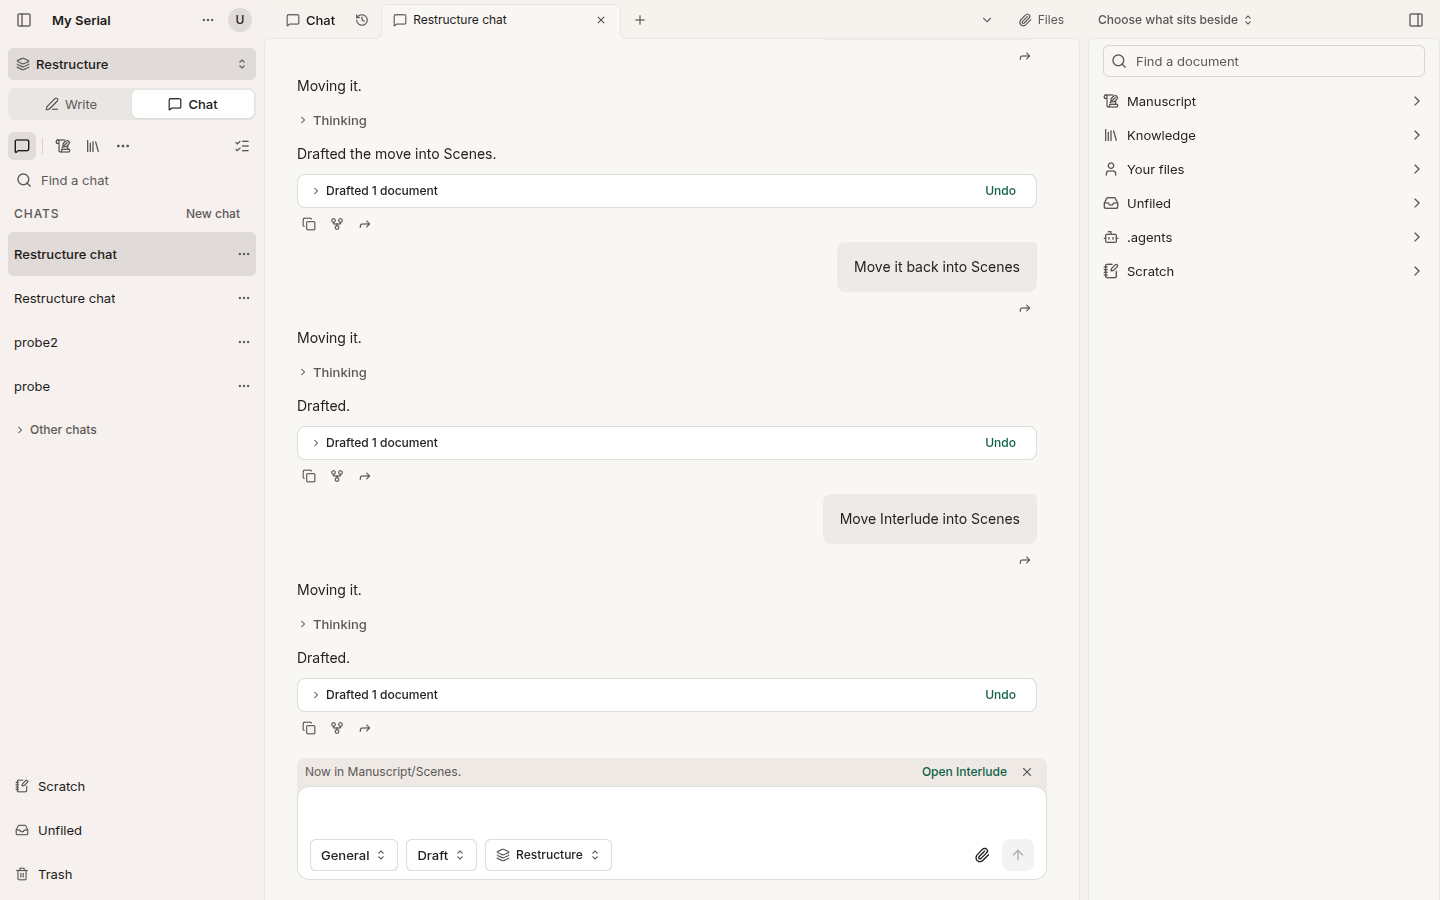 My Serial
U
Restructure
Write
Chat
Find a chat
CHATS
New chat
Restructure chat
Restructure chat
probe2
probe
Other chats
Scratch
Unfiled
Trash
Chat
Restructure chat
Files
Moving it.
Thinking
Drafted the move into Scenes.
Drafted 1 document
Undo
Move it back into Scenes
Moving it.
Thinking
Drafted.
Drafted 1 document
Undo
Move Interlude into Scenes
Moving it.
Thinking
Drafted.
Drafted 1 document
Undo
Now in Manuscript/Scenes.
Open Interlude
General
Draft
Restructure
Choose what sits beside
Find a document
Manuscript
Knowledge
Your files
Unfiled
.agents
Scratch